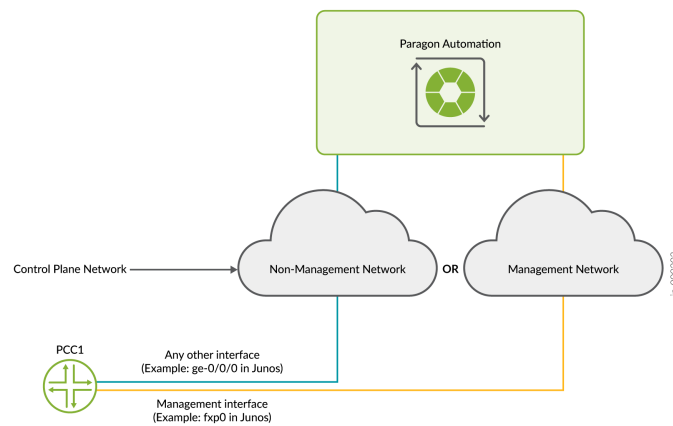 Paragon Automation
Control Plane Network
Non-Management Network
OR
Management Network
PCC1
Any other interface
(Example: ge-0/0/0 in Junos)
Management interface
(Example: fxp0 in Junos)